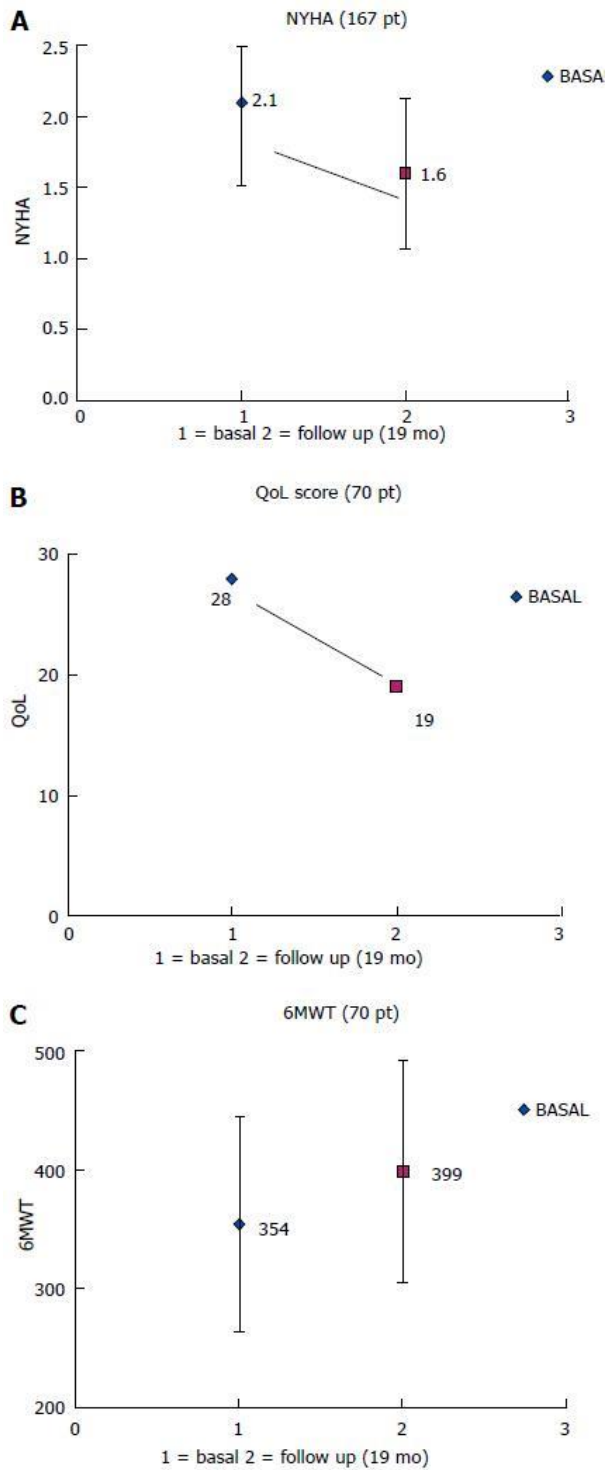 A
NYHA (167 pt)
2.5
2.0
1.5
1.0
0.5
0.0
NYHA
2.1
1.6
BASAL
0 1 2 3
1 = basal 2 = follow up (19 mo)
B
QoL score (70 pt)
30
20
10
0
QoL
28
19
BASAL
0 1 2 3
1 = basal 2 = follow up (19 mo)
C
6MWT (70 pt)
500
400
300
200
6MWT
354
399
BASAL
0 1 2 3
1 = basal 2 = follow up (19 mo)